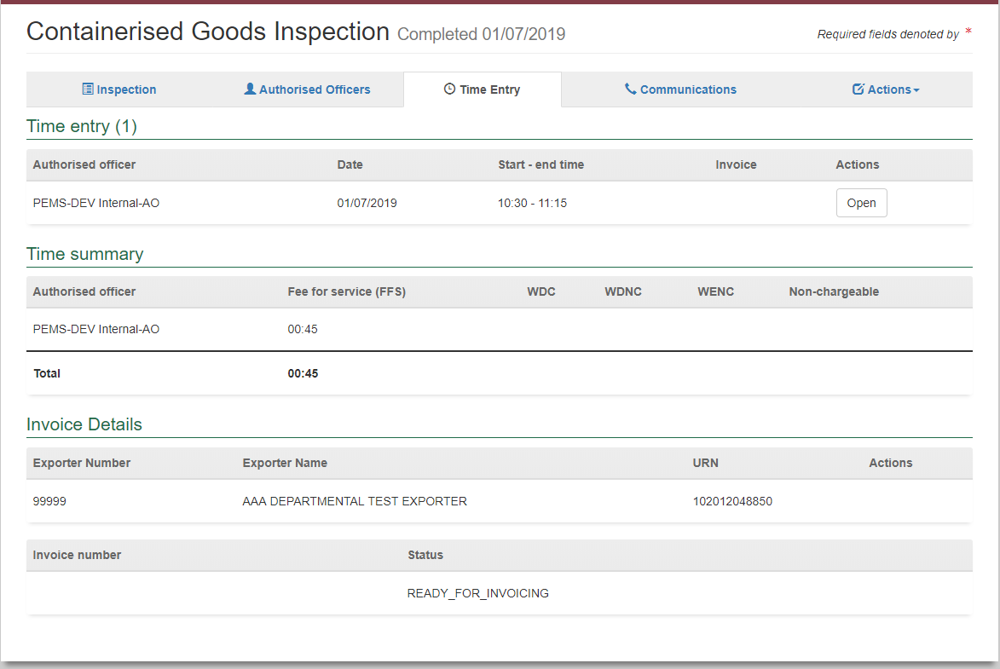 Containerised Goods Inspection Completed 01/07/2019
Required fields denoted by *
Inspection Authorised Officers Time Entry Communications Actions
Time entry (1)
Authorised officer Date Start - end time Invoice Actions
PEMS-DEV Internal-AO 01/07/2019 10:30 - 11:15 Open
Time summary
Authorised officer Fee for service (FFS) WDC WDNC WENC Non-chargeable
PEMS-DEV Internal-AO 00:45
Total 00:45
Invoice Details
Exporter Number Exporter Name URN Actions
99999 AAA DEPARTMENTAL TEST EXPORTER 102012048850
Invoice number Status
READY_FOR_INVOICING